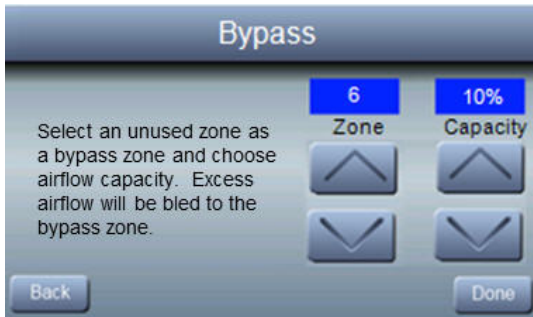 Bypass
6
10%
Zone
Capacity
Select an unused zone as
a bypass zone and choose
airflow capacity.  Excess
airflow will be bled to the
bypass zone.
Back
Done